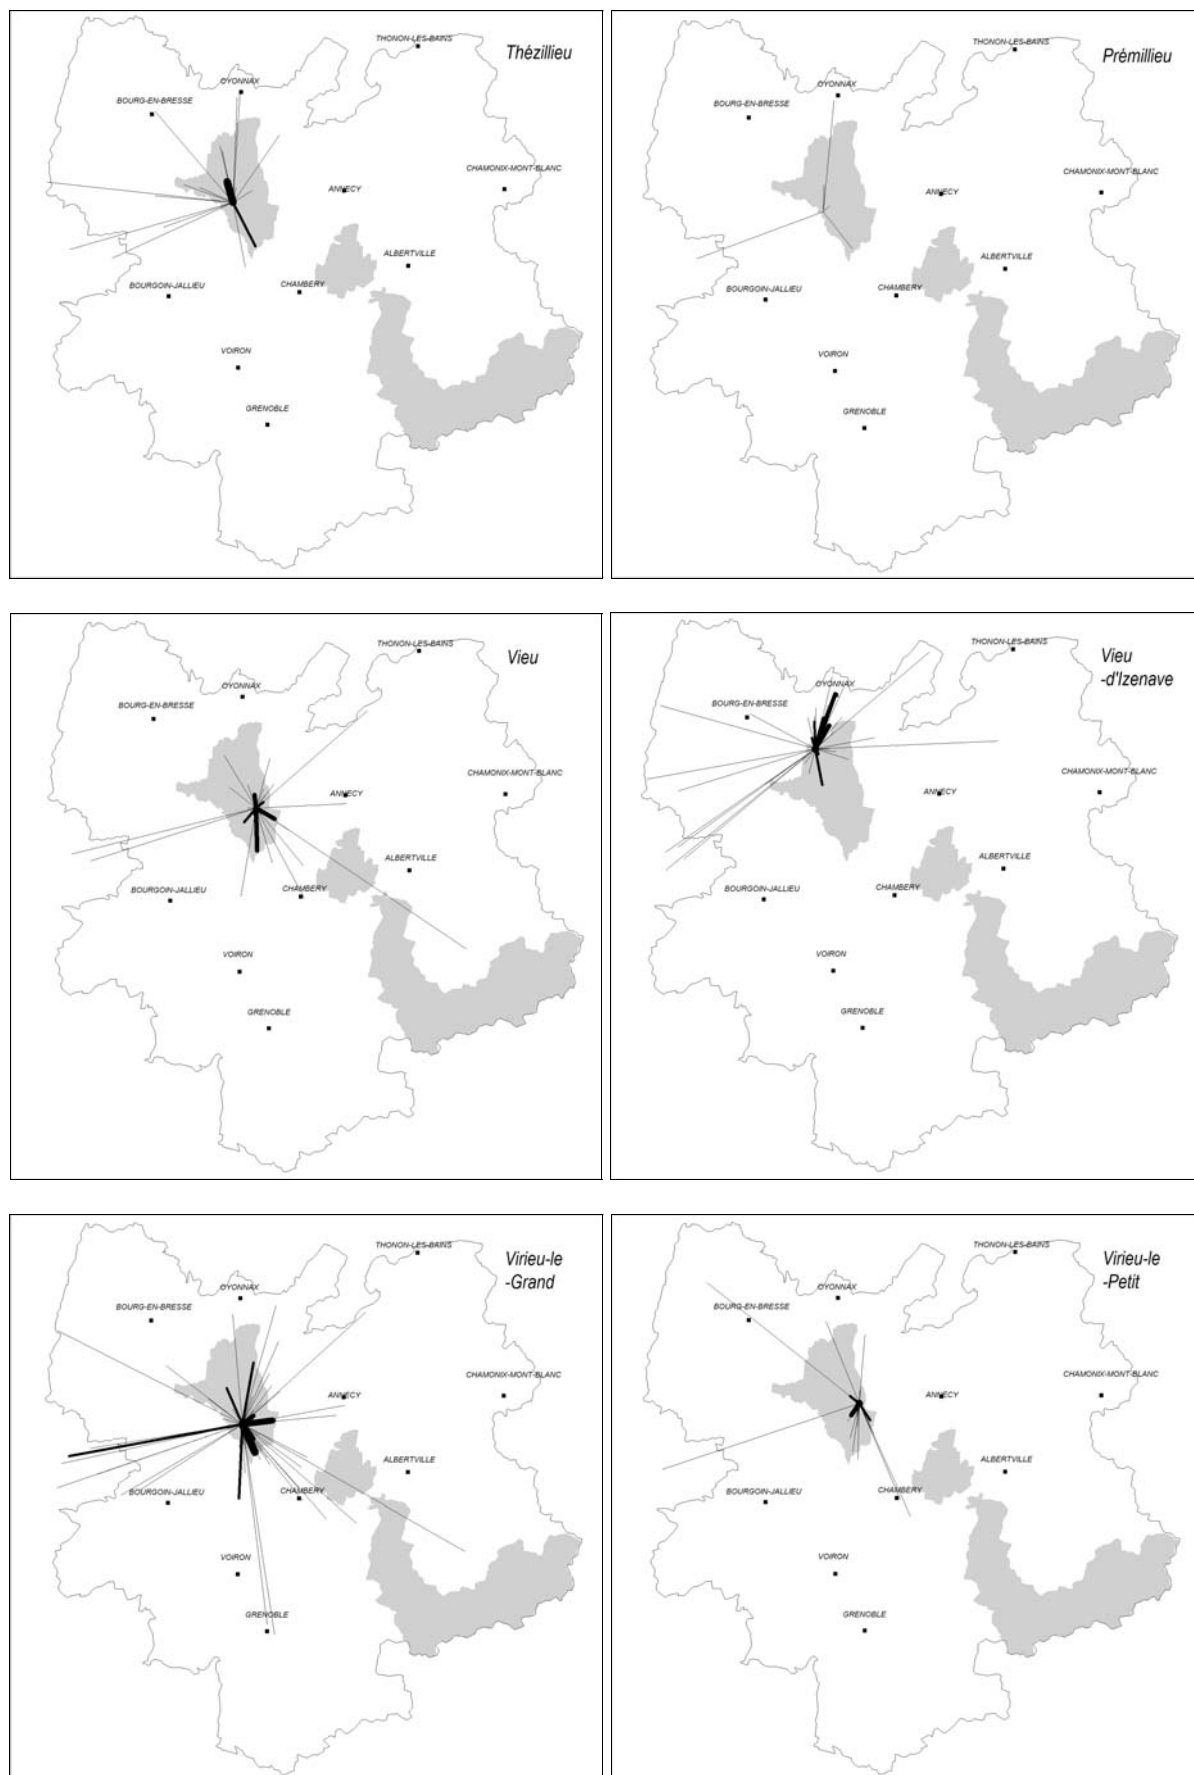 THONON-LES-BAINS
Thézillieu
OYONNAX
BOURG-EN-BRESSE
CHAMONIX-MONT-BLANC
ANNECY
ALBERTVILLE
BOURGOIN-JALLIEU
CHAMBERY
VOIRON
GRENOBLE
THONON-LES-BAINS
Prémillieu
OYONNAX
BOURG-EN-BRESSE
CHAMONIX-MONT-BLANC
ANNECY
ALBERTVILLE
BOURGOIN-JALLIEU
CHAMBERY
VOIRON
GRENOBLE
THONON-LES-BAINS
Vieu
OYONNAX
BOURG-EN-BRESSE
CHAMONIX-MONT-BLANC
ANNECY
ALBERTVILLE
BOURGOIN-JALLIEU
CHAMBERY
VOIRON
GRENOBLE
THONON-LES-BAINS
Vieu
-d'Izenave
OYONNAX
BOURG-EN-BRESSE
CHAMONIX-MONT-BLANC
ANNECY
ALBERTVILLE
BOURGOIN-JALLIEU
CHAMBERY
VOIRON
GRENOBLE
THONON-LES-BAINS
Virieu-le
-Grand
OYONNAX
BOURG-EN-BRESSE
CHAMONIX-MONT-BLANC
ANNECY
ALBERTVILLE
BOURGOIN-JALLIEU
CHAMBERY
VOIRON
GRENOBLE
THONON-LES-BAINS
Virieu-le
-Petit
OYONNAX
BOURG-EN-BRESSE
CHAMONIX-MONT-BLANC
ANNECY
ALBERTVILLE
BOURGOIN-JALLIEU
CHAMBERY
VOIRON
GRENOBLE